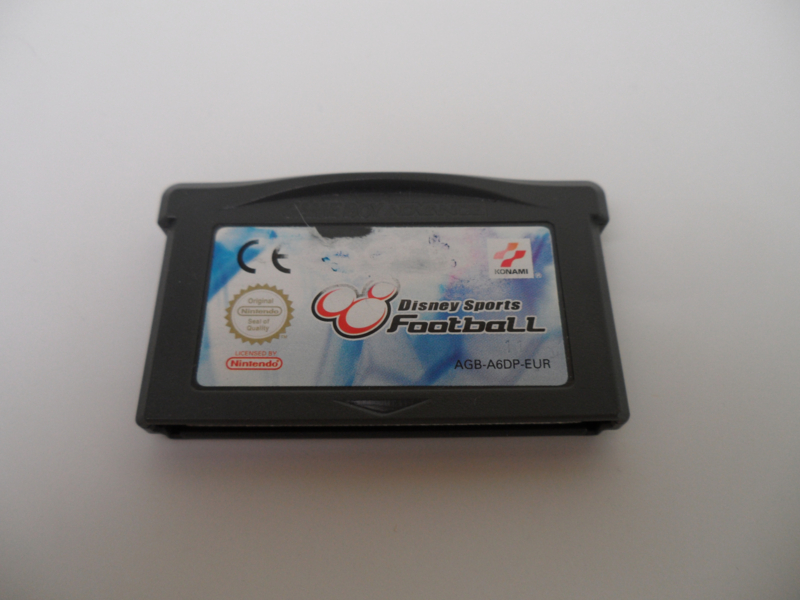 CE
KONAMI
Original
Nintendo
Seal of
Quality
Disney Sports
Football
LICENSED BY
Nintendo
AGB-A6DP-EUR